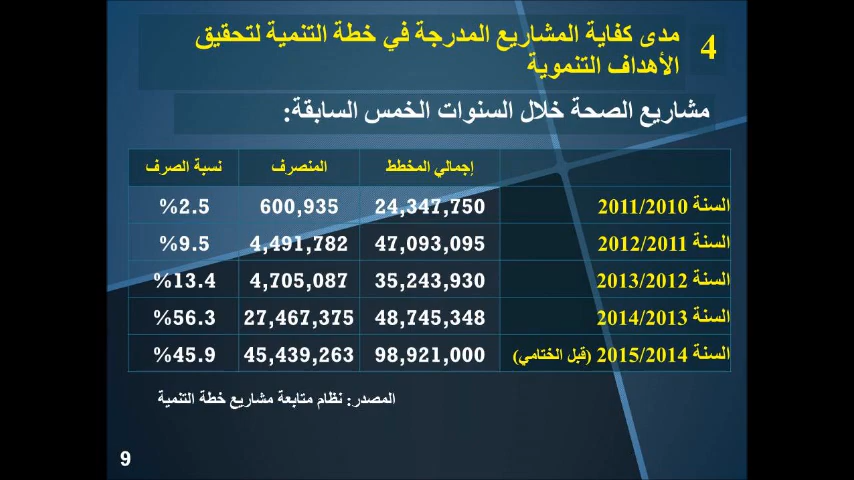 4
مدى كفاية المشاريع المدرجة في خطة التنمية لتحقيق
الأهداف التنموية
مشاريع الصحة خلال السنوات الخمس السابقة:
إجمالي المخطط المنصرف نسبة الصرف
السنة 2011/2010 24,347,750 600,935 %2.5
السنة 2012/2011 47,093,095 4,491,782 %9.5
السنة 2013/2012 35,243,930 4,705,087 %13.4
السنة 2014/2013 48,745,348 27,467,375 %56.3
السنة 2015/2014 (قبل الختامي) 98,921,000 45,439,263 %45.9
المصدر: نظام متابعة مشاريع خطة التنمية
9